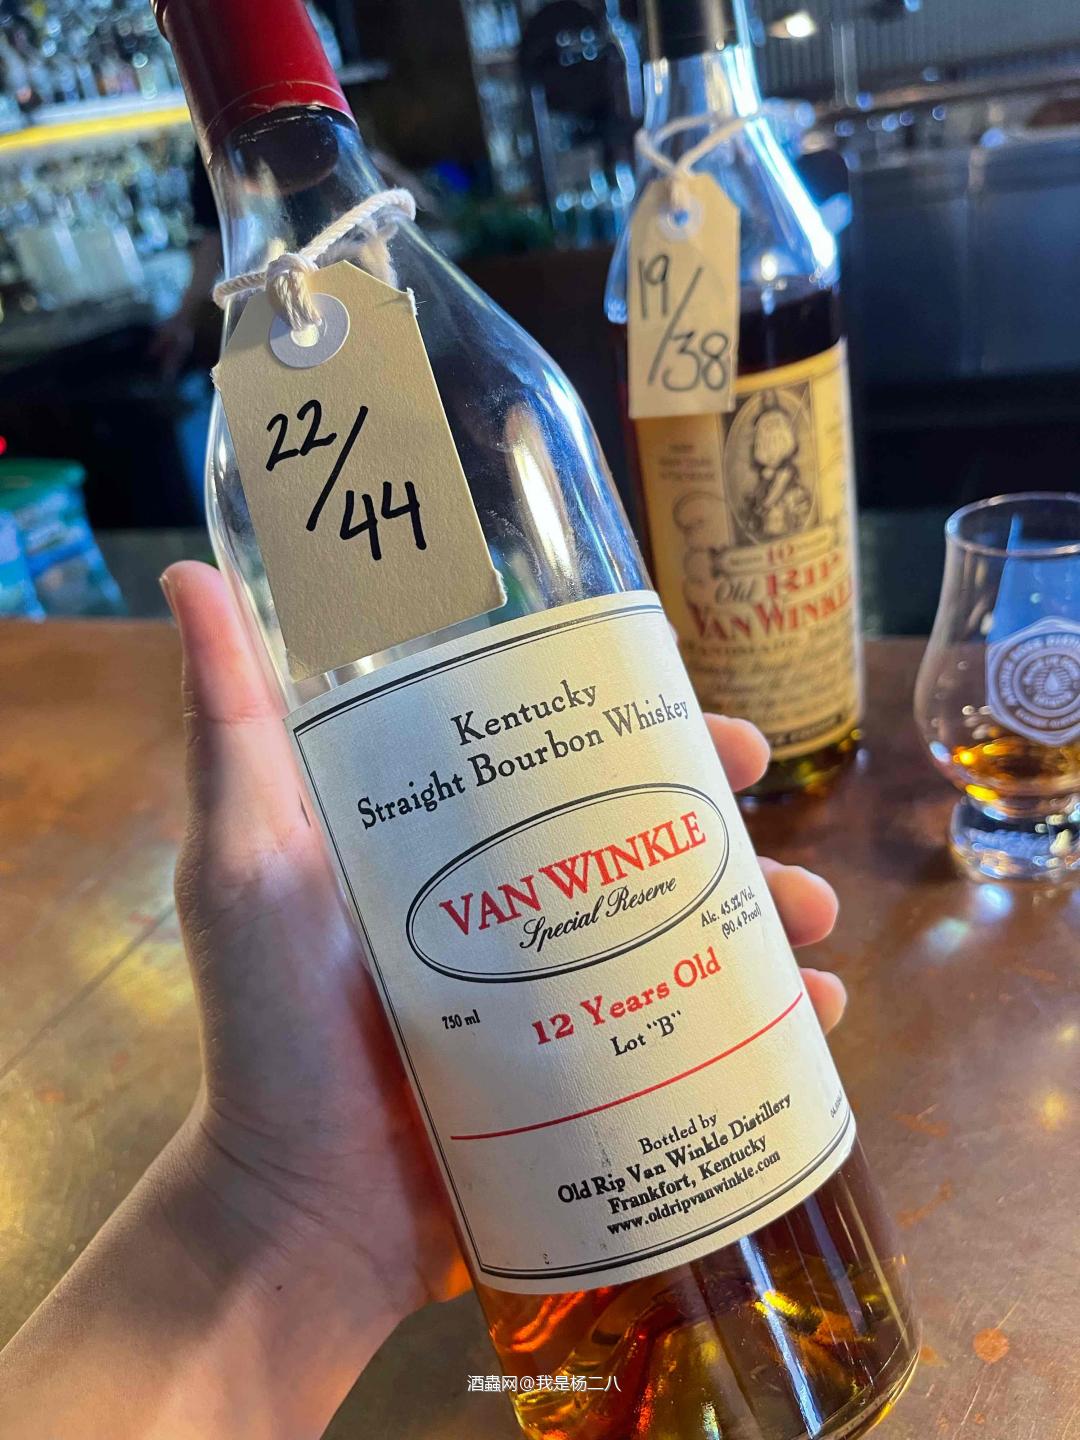 22/44
Kentucky
Straight Bourbon Whiskey
VAN WINKLE
Special Reserve
Alc. 45.2%/Vol.
(90.4 Proof)
750 ml
12 Years Old
Lot "B"
Bottled by
Old Rip Van Winkle Distillery
Frankfort, Kentucky
www.oldripvanwinkle.com
19/38
10
Old RIP
VAN WINKLE
酒蟲网@我是杨二八